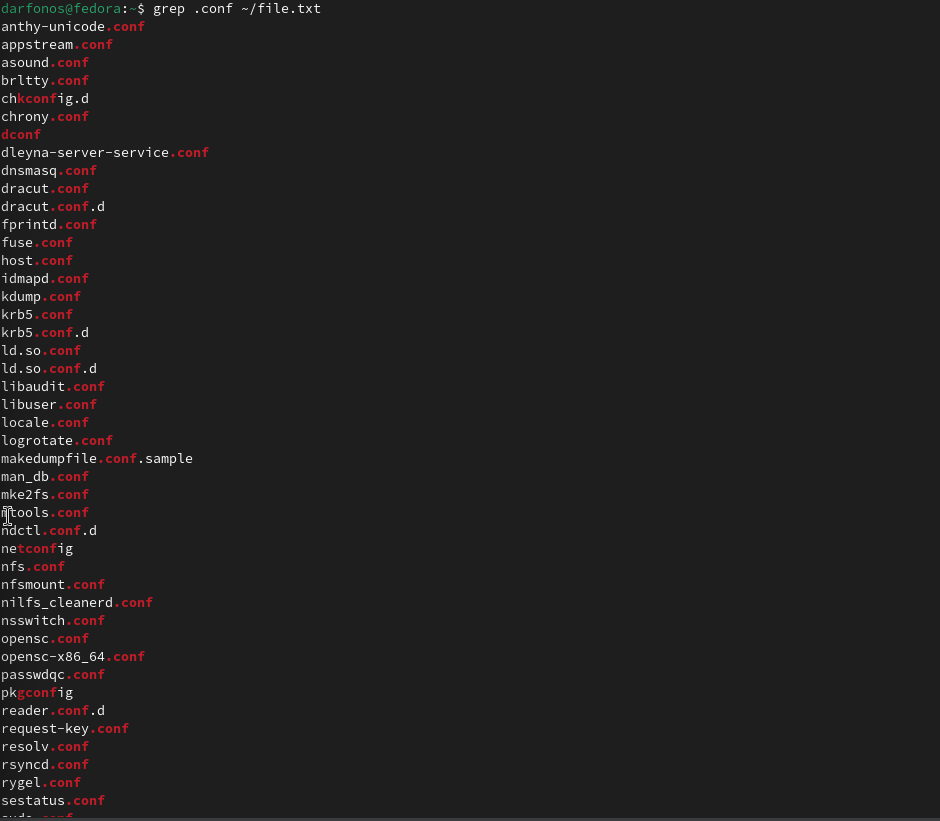 darfonos@fedora:~$ grep .conf ~/file.txt
anthy-unicode.conf
appstream.conf
asound.conf
brltty.conf
chkconfig.d
chrony.conf
dconf
dleyna-server-service.conf
dnsmasq.conf
dracut.conf
dracut.conf.d
fprintd.conf
fuse.conf
host.conf
idmapd.conf
kdump.conf
krb5.conf
krb5.conf.d
ld.so.conf
ld.so.conf.d
libaudit.conf
libuser.conf
locale.conf
logrotate.conf
makedumpfile.conf.sample
man_db.conf
mke2fs.conf
mtools.conf
ndctl.conf.d
netconfig
nfs.conf
nfsmount.conf
nilfs_cleanerd.conf
nsswitch.conf
opensc.conf
opensc-x86_64.conf
passwdqc.conf
pkgconfig
reader.conf.d
request-key.conf
resolv.conf
rsyncd.conf
rygel.conf
sestatus.conf